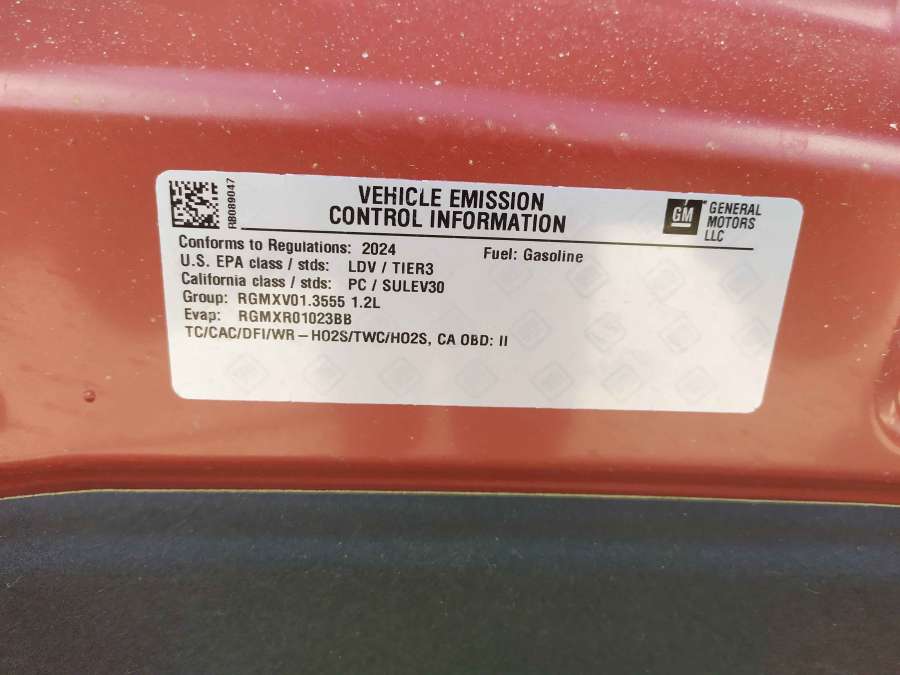 RB089047
VEHICLE EMISSION
CONTROL INFORMATION
GM
GENERAL
MOTORS
LLC
Conforms to Regulations: 2024
Fuel: Gasoline
U.S. EPA class / stds: LDV / TIER3
California class / stds: PC / SULEV30
Group: RGMXV01.3555 1.2L
Evap: RGMXR01023BB
TC/CAC/DFI/WR – HO2S/TWC/HO2S, CA OBD: II